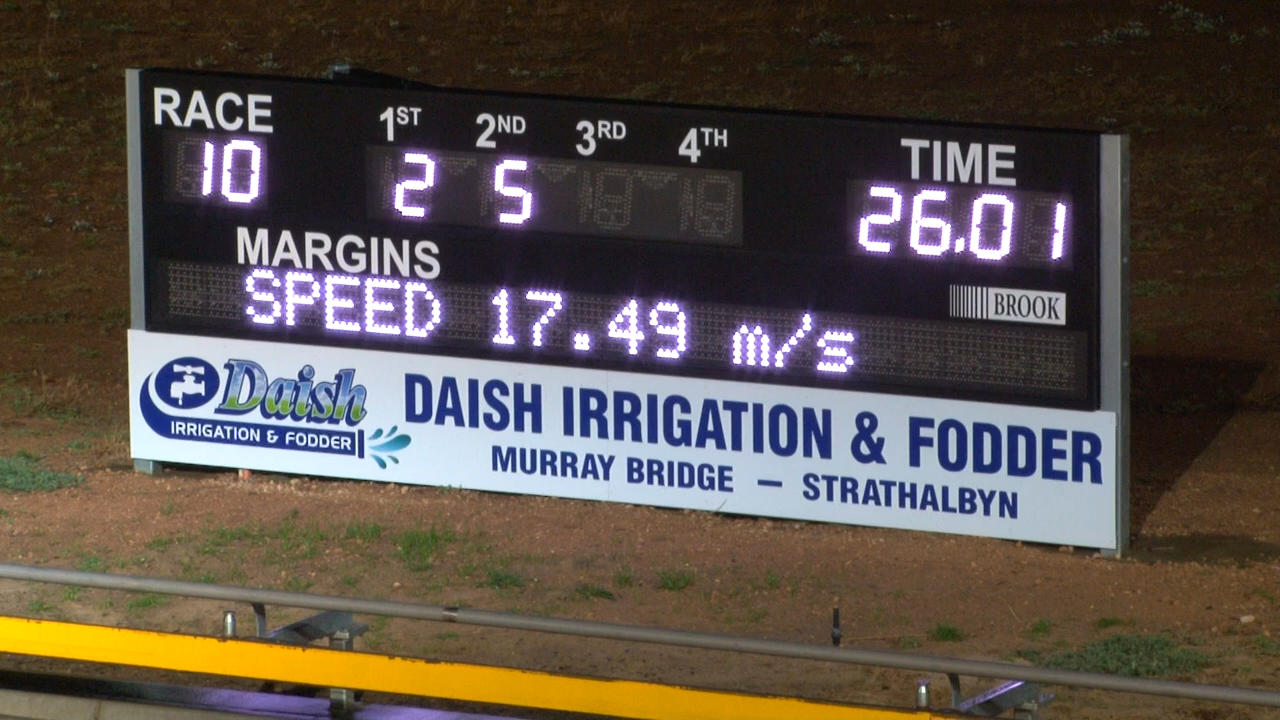 RACE 1ST 2ND 3RD 4TH TIME
10 2 5 26.01
MARGINS
SPEED 17.49 m/s
BROOK
Daish
IRRIGATION & FODDER
DAISH IRRIGATION & FODDER
MURRAY BRIDGE — STRATHALBYN